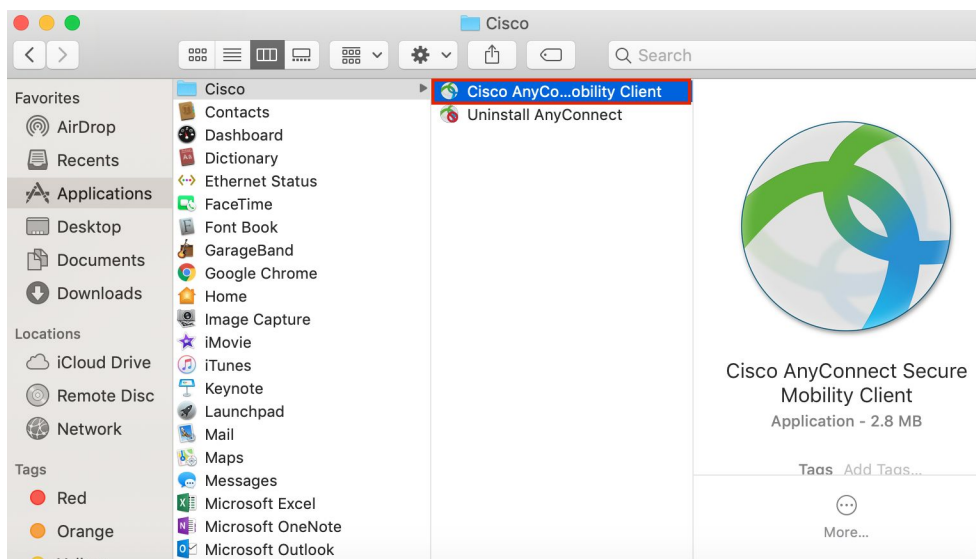 Cisco
Search
Favorites
AirDrop
Recents
Applications
Desktop
Documents
Downloads
Locations
iCloud Drive
Remote Disc
Network
Tags
Red
Orange
Cisco
Contacts
Dashboard
Dictionary
Ethernet Status
FaceTime
Font Book
GarageBand
Google Chrome
Home
Image Capture
iMovie
iTunes
Keynote
Launchpad
Mail
Maps
Messages
Microsoft Excel
Microsoft OneNote
Microsoft Outlook
Cisco AnyCo...obility Client
Uninstall AnyConnect
Cisco AnyConnect Secure
Mobility Client
Application - 2.8 MB
Tags Add Tags...
More...